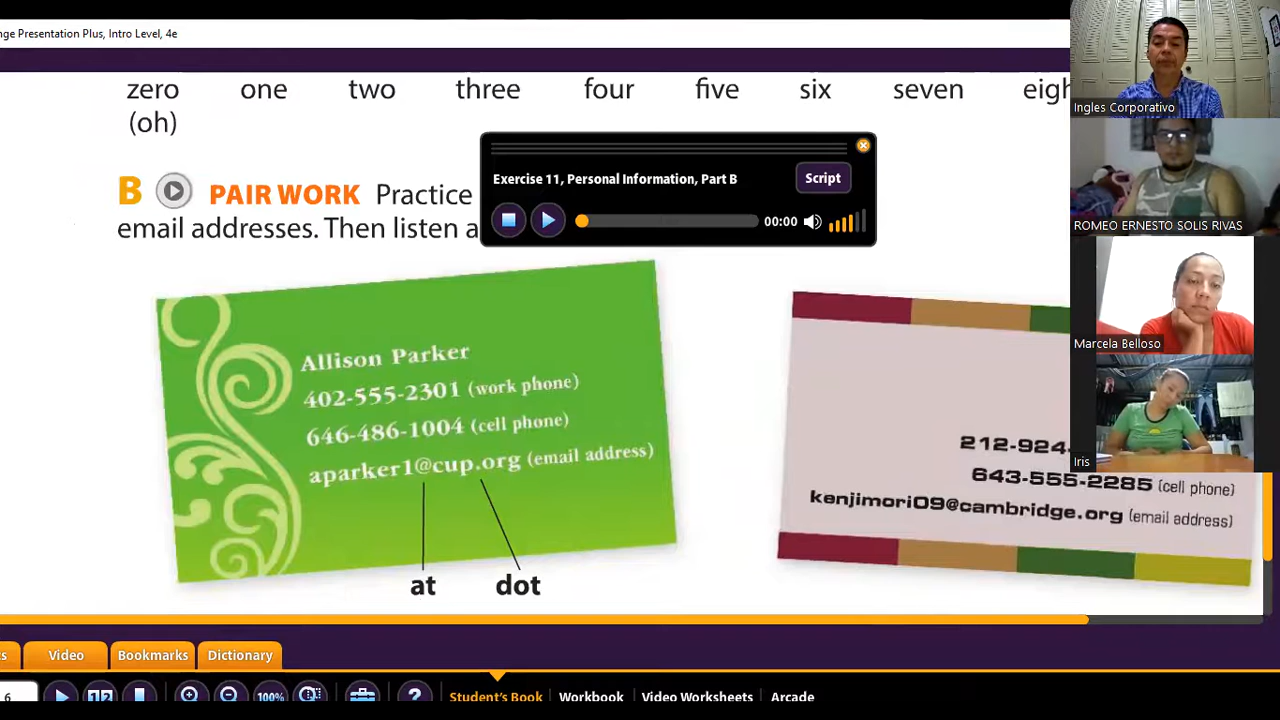 nge Presentation Plus, Intro Level, 4e
zero one two three four five six seven
(oh)
B PAIR WORK Practice
email addresses. Then listen a
Exercise 11, Personal Information, Part B
Script
00:00
Allison Parker
402-555-2301 (work phone)
646-486-1004 (cell phone)
aparker1@cup.org (email address)
at dot
212-924-
643-555-2285 (cell phone)
kenjimori09@cambridge.org (email address)
Ingles Corporativo
ROMEO ERNESTO SOLIS RIVAS
Marcela Belloso
Iris
Video Bookmarks Dictionary
6 100% ? Student's Book Workbook Video Worksheets Arcade